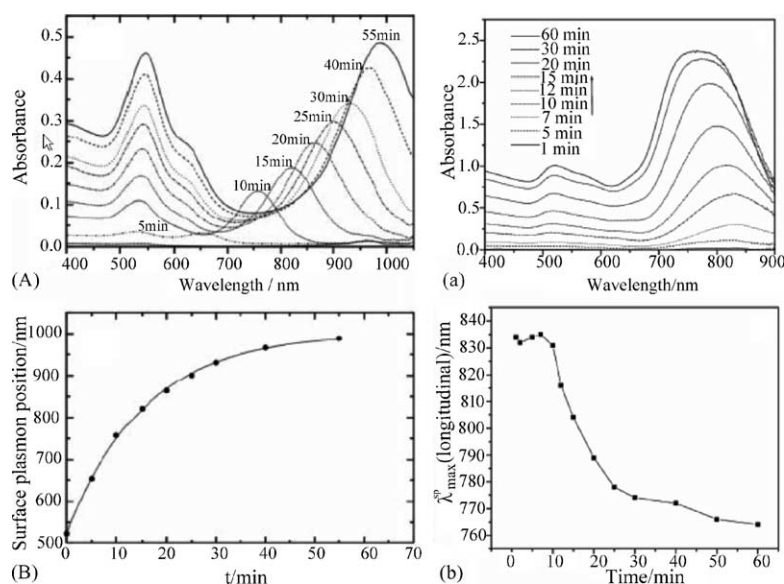 0.5
0.4
0.3
0.2
0.1
0.0
Absorbance
55min
40min
30min
25min
20min
15min
10min
5min
400 500 600 700 800 900 1000
Wavelength / nm
(A)
2.5
2.0
1.5
1.0
0.5
0.0
Absorbance
60 min
30 min
20 min
15 min
12 min
10 min
7 min
5 min
1 min
400 500 600 700 800 900
Wavelength/nm
(a)
1000
900
800
700
600
500
Surface plasmon position/nm
0 10 20 30 40 50 60 70
t/min
(B)
840
830
820
810
800
790
780
770
760
λ^sp_max(longitudinal)/nm
0 10 20 30 40 50 60
Time/min
(b)